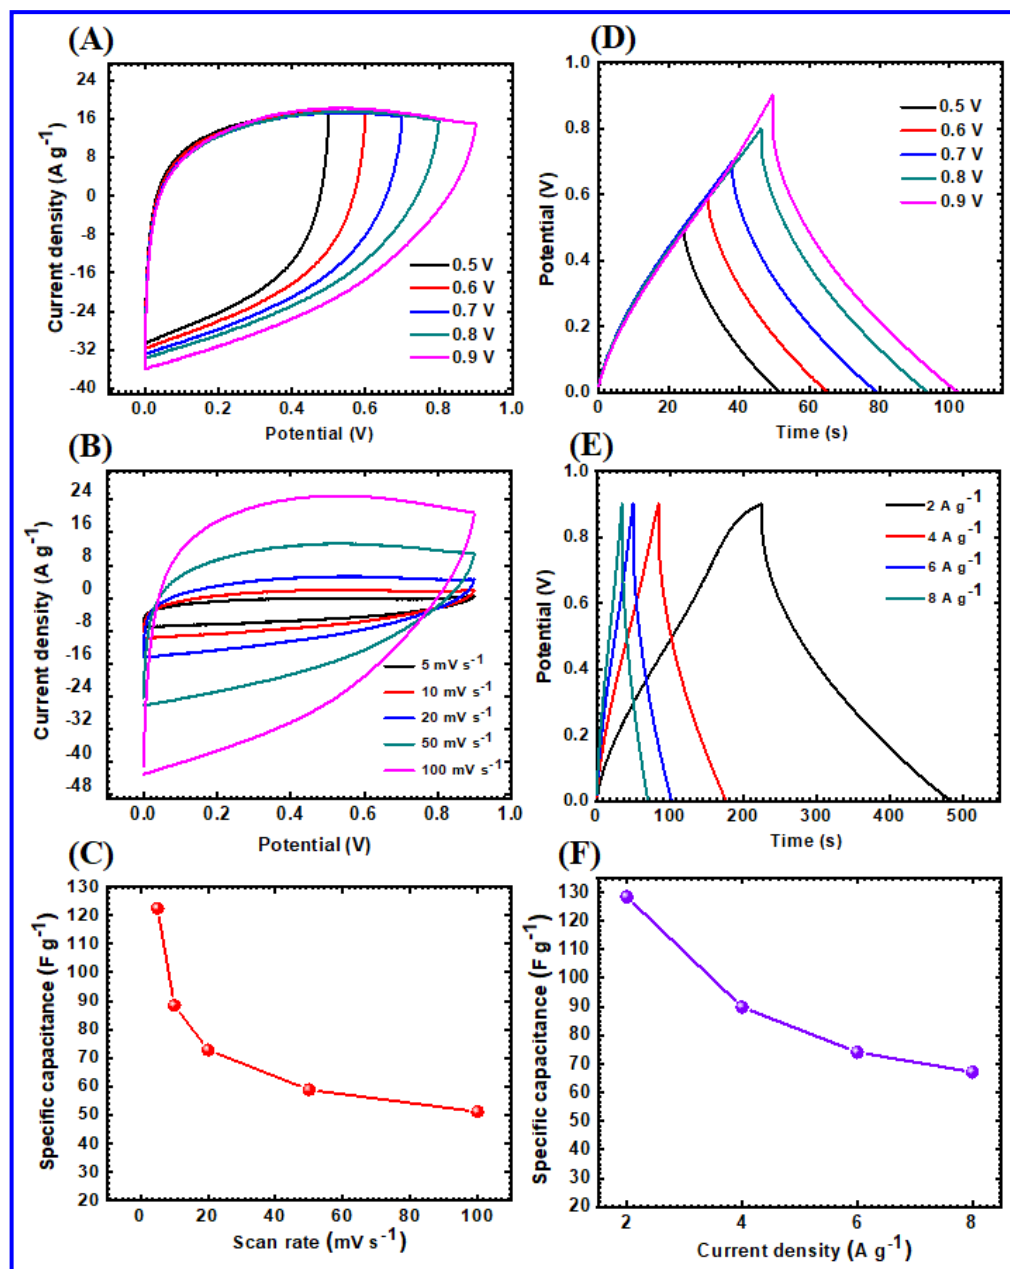 (A)
Current density (A g-1)
24
16
8
0
-8
-16
-24
-32
-40
0.5 V
0.6 V
0.7 V
0.8 V
0.9 V
0.0 0.2 0.4 0.6 0.8 1.0
Potential (V)
(D)
Potential (V)
1.0
0.8
0.6
0.4
0.2
0.0
0.5 V
0.6 V
0.7 V
0.8 V
0.9 V
0 20 40 60 80 100
Time (s)
(B)
Current density (A g-1)
24
16
8
0
-8
-16
-24
-32
-40
-48
5 mV s-1
10 mV s-1
20 mV s-1
50 mV s-1
100 mV s-1
0.0 0.2 0.4 0.6 0.8 1.0
Potential (V)
(E)
Potential (V)
1.0
0.8
0.6
0.4
0.2
0.0
2 A g-1
4 A g-1
6 A g-1
8 A g-1
0 100 200 300 400 500
Time (s)
(C)
Specific capacitance (F g-1)
130
120
110
100
90
80
70
60
50
40
30
20
0 20 40 60 80 100
Scan rate (mV s-1)
(F)
Specific capacitance (F g-1)
130
120
110
100
90
80
70
60
50
40
30
20
2 4 6 8
Current density (A g-1)